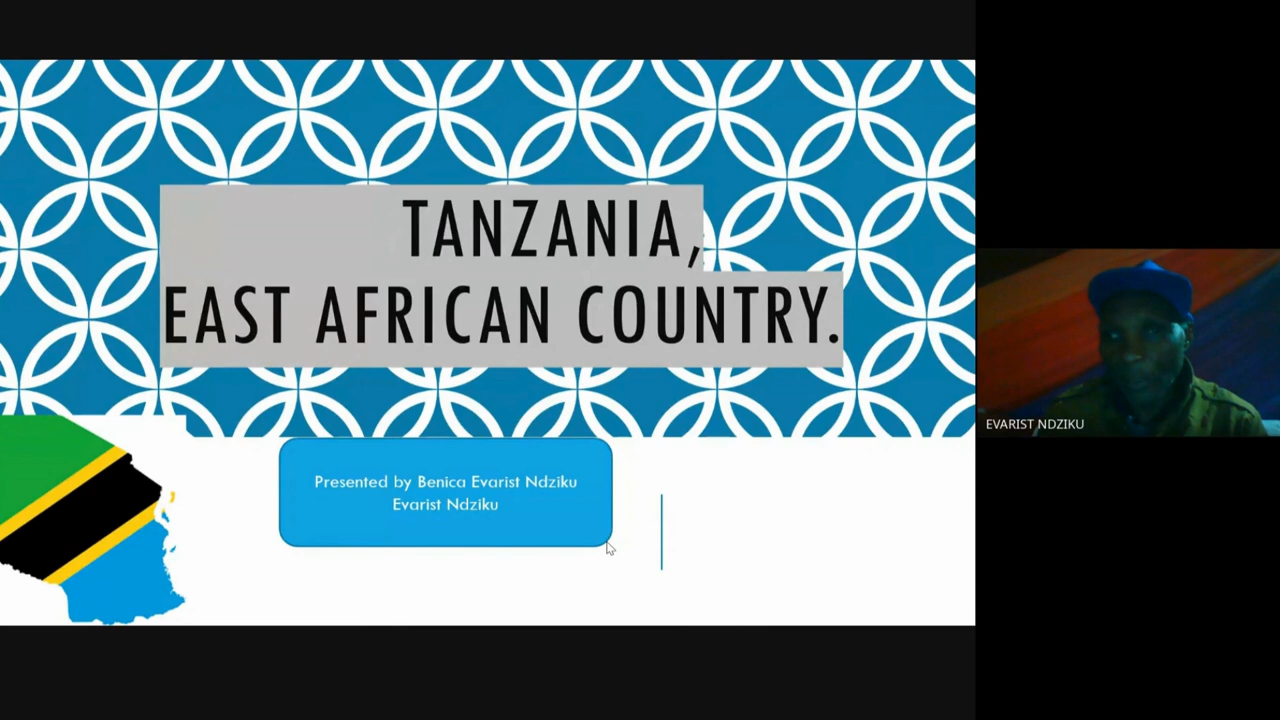 TANZANIA,
EAST AFRICAN COUNTRY.
Presented by Benica Evarist Ndziku
Evarist Ndziku
EVARIST NDZIKU